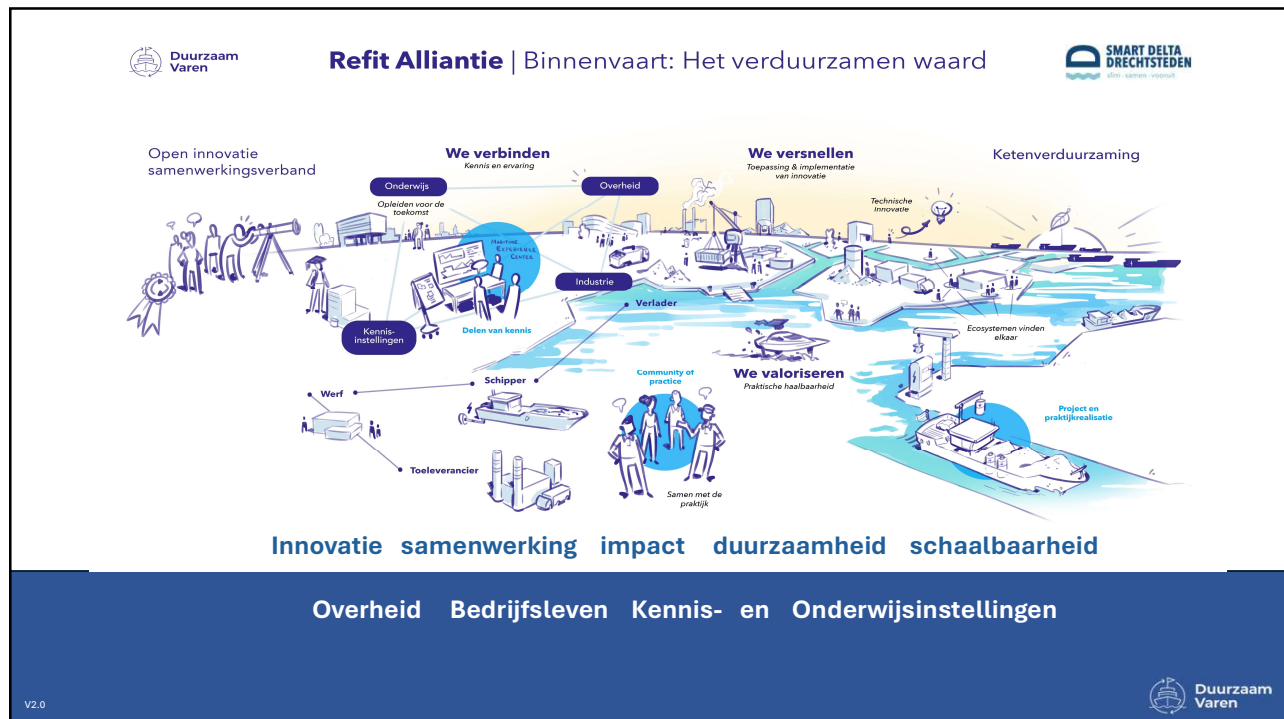 Duurzaam
Varen
Refit Alliantie | Binnenvaart: Het verduurzamen waard
SMART DELTA
DRECHTSTEDEN
slim · samen · vooruit
Open innovatie
samenwerkingsverband
We verbinden
Kennis en ervaring
We versnellen
Toepassing & implementatie
van innovatie
Ketenverduurzaming
Onderwijs
Opleiden voor de
toekomst
Overheid
Technische
Innovatie
MARITIME
EXPERIENCE
CENTER
Industrie
Verlader
Kennis-
instellingen
Delen van kennis
Ecosystemen vinden
elkaar
We valoriseren
Praktische haalbaarheid
Community of
practice
Schipper
Werf
Project en
praktijkrealisatie
Toeleverancier
Samen met de
praktijk
Innovatie samenwerking impact duurzaamheid schaalbaarheid
Overheid Bedrijfsleven Kennis- en Onderwijsinstellingen
V2.0
Duurzaam
Varen